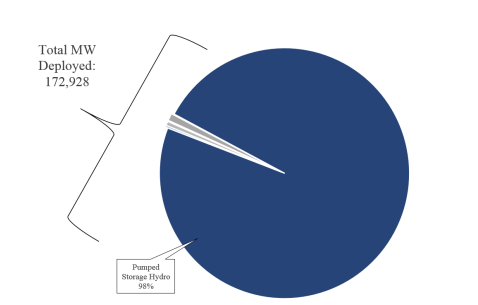 Total MW
Deployed:
172,928
Pumped
Storage Hydro
98%